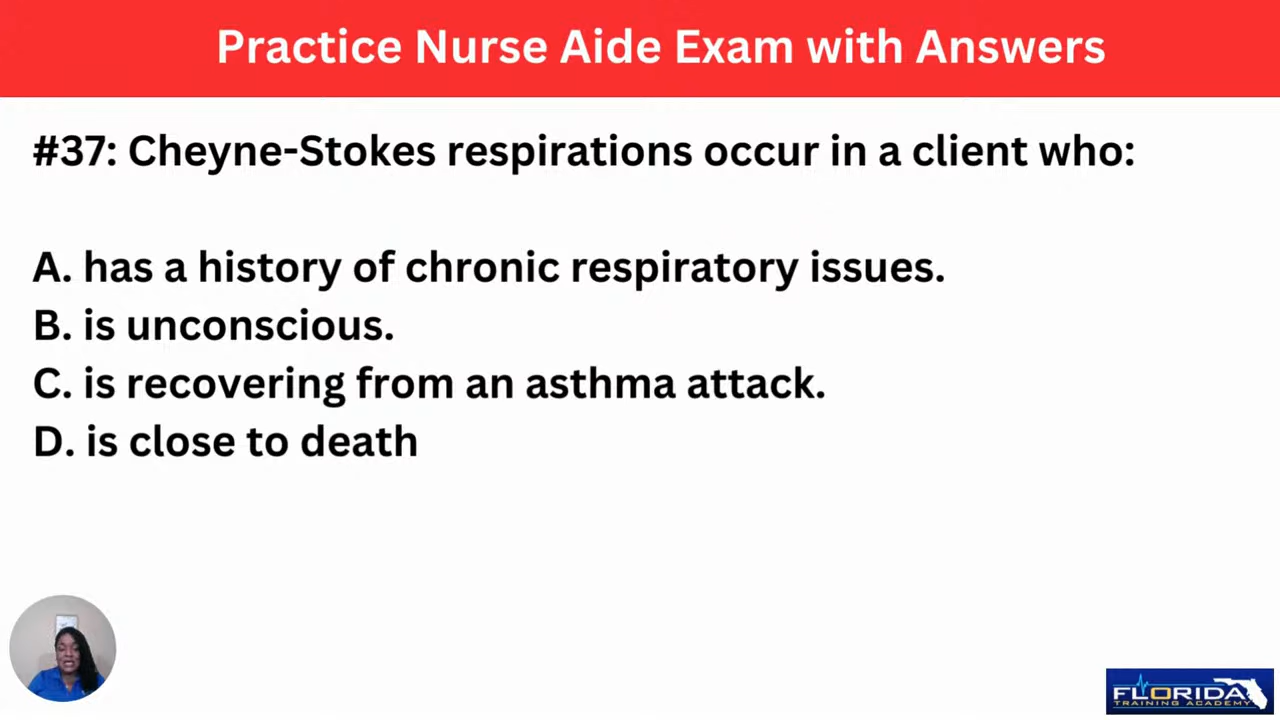 Practice Nurse Aide Exam with Answers
#37: Cheyne-Stokes respirations occur in a client who:
A. has a history of chronic respiratory issues.
B. is unconscious.
C. is recovering from an asthma attack.
D. is close to death
FLORIDA
TRAINING ACADEMY